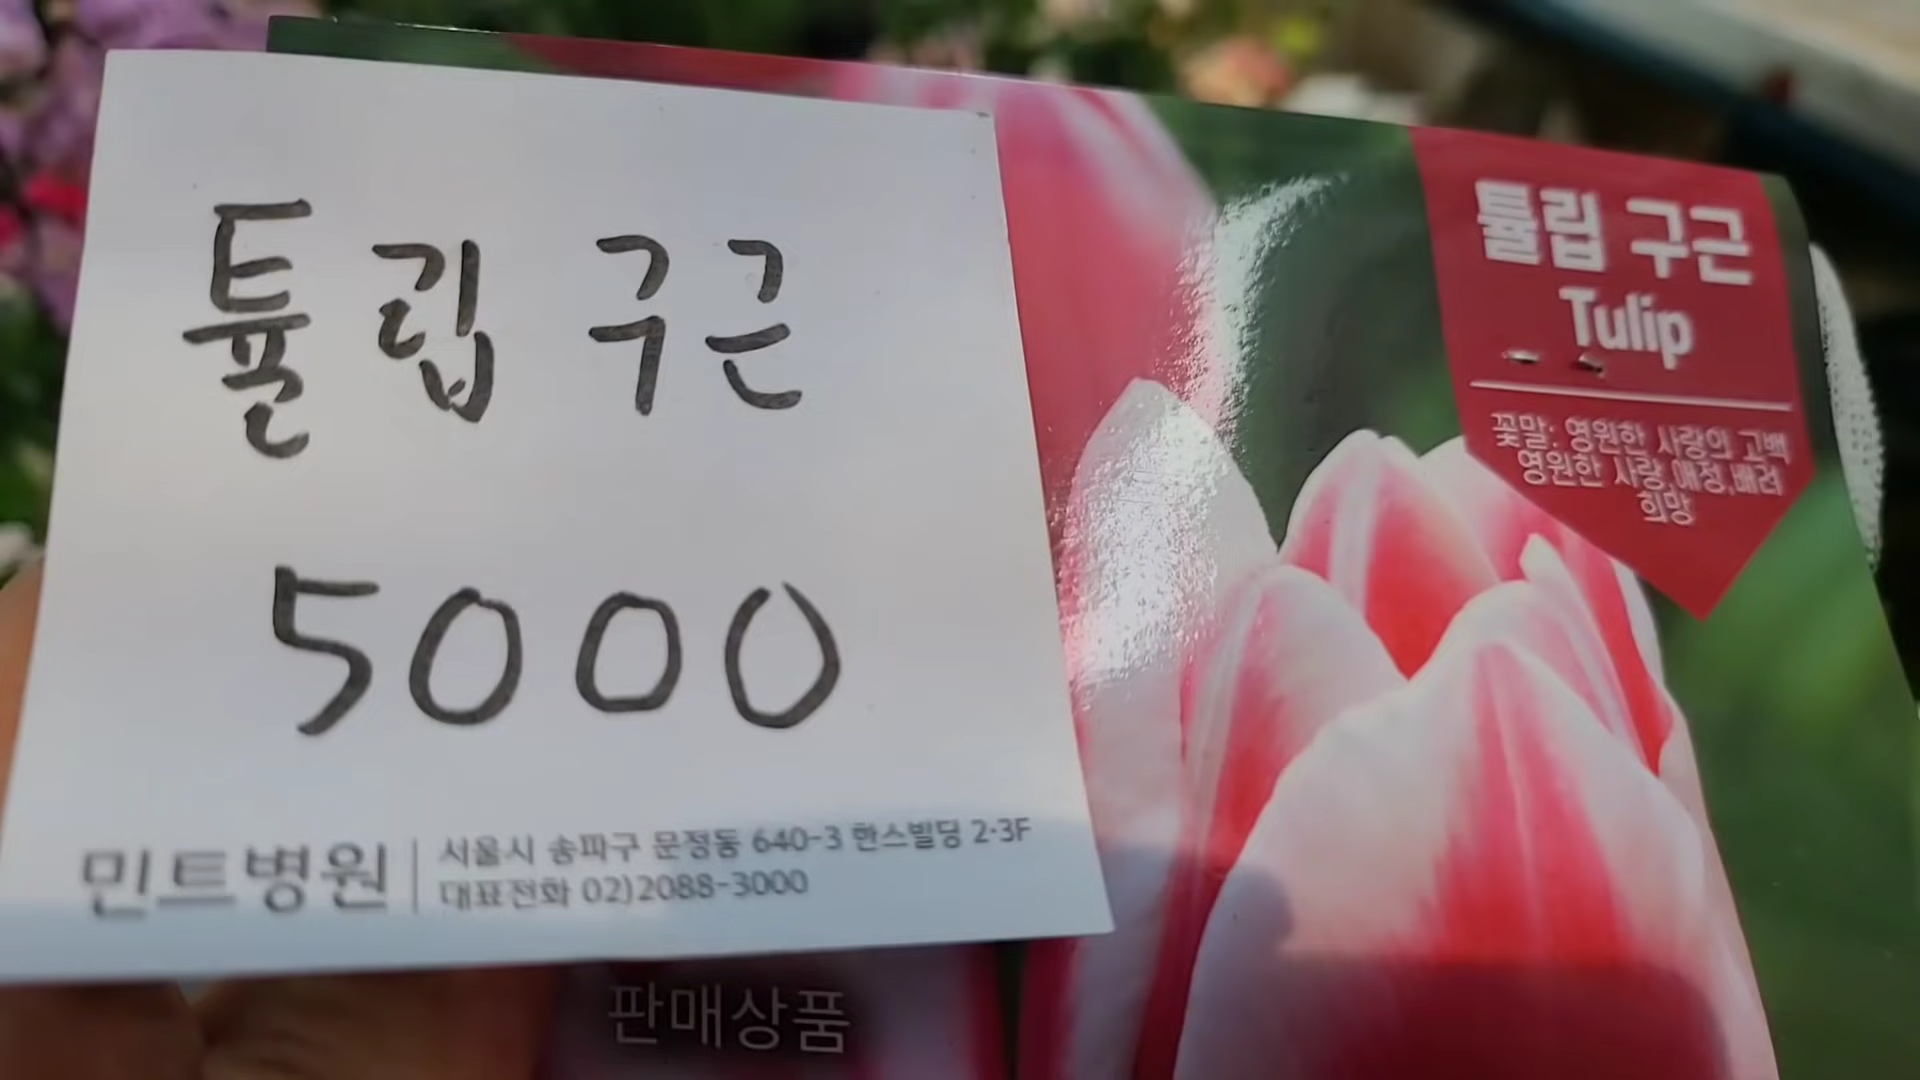 튤립 구근
5000
민트병원
서울시 송파구 문정동 640-3 한스빌딩 2·3F
대표전화 02)2088-3000
튤립 구근
Tulip
꽃말: 영원한 사랑의 고백
영원한 사랑,애정,배려
희망
판매상품